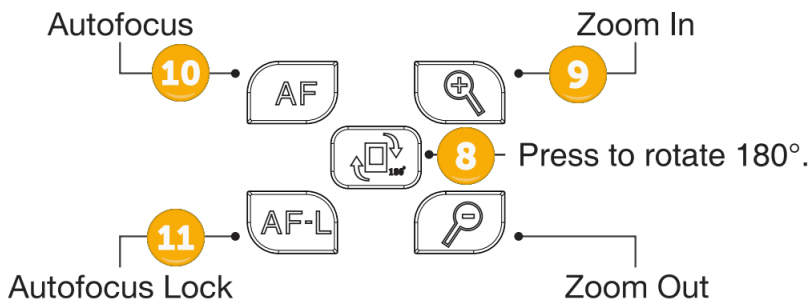 Autofocus
Zoom In
10
9
AF
8
Press to rotate 180°.
180°
11
AF-L
Autofocus Lock
Zoom Out